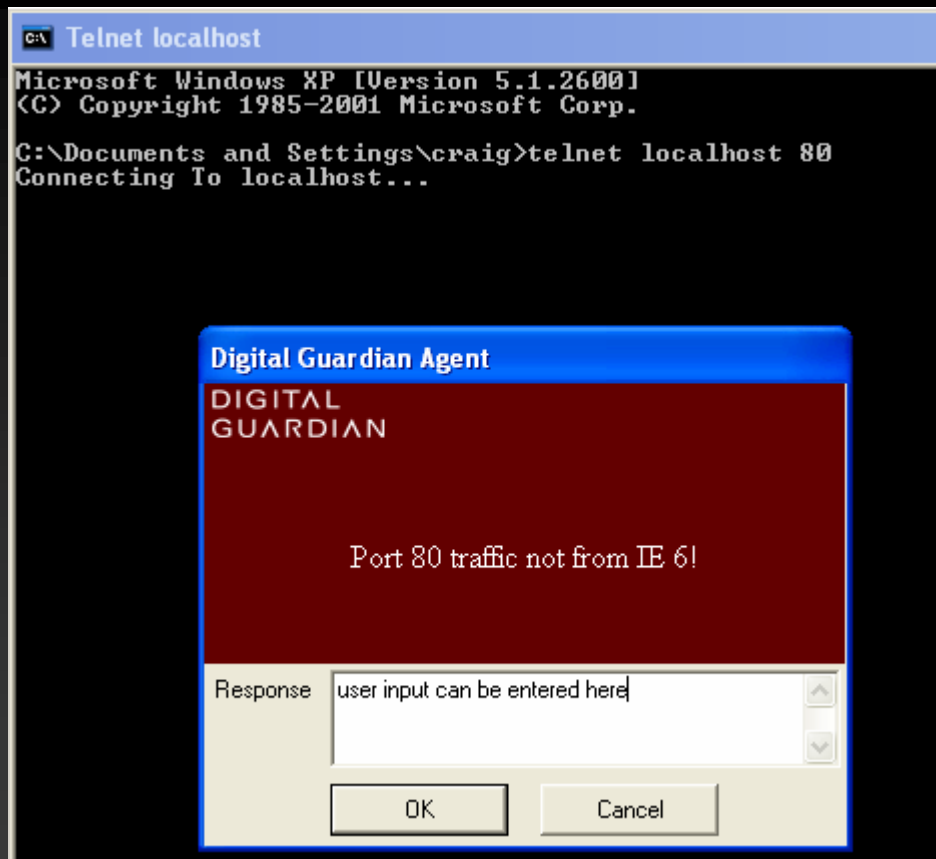 Telnet localhost
Microsoft Windows XP [Version 5.1.2600]
(C) Copyright 1985-2001 Microsoft Corp.
C:\Documents and Settings\craig>telnet localhost 80
Connecting To localhost...
Digital Guardian Agent
DIGITAL
GUARDIAN
Port 80 traffic not from IE 6!
Response
user input can be entered here
OK
Cancel